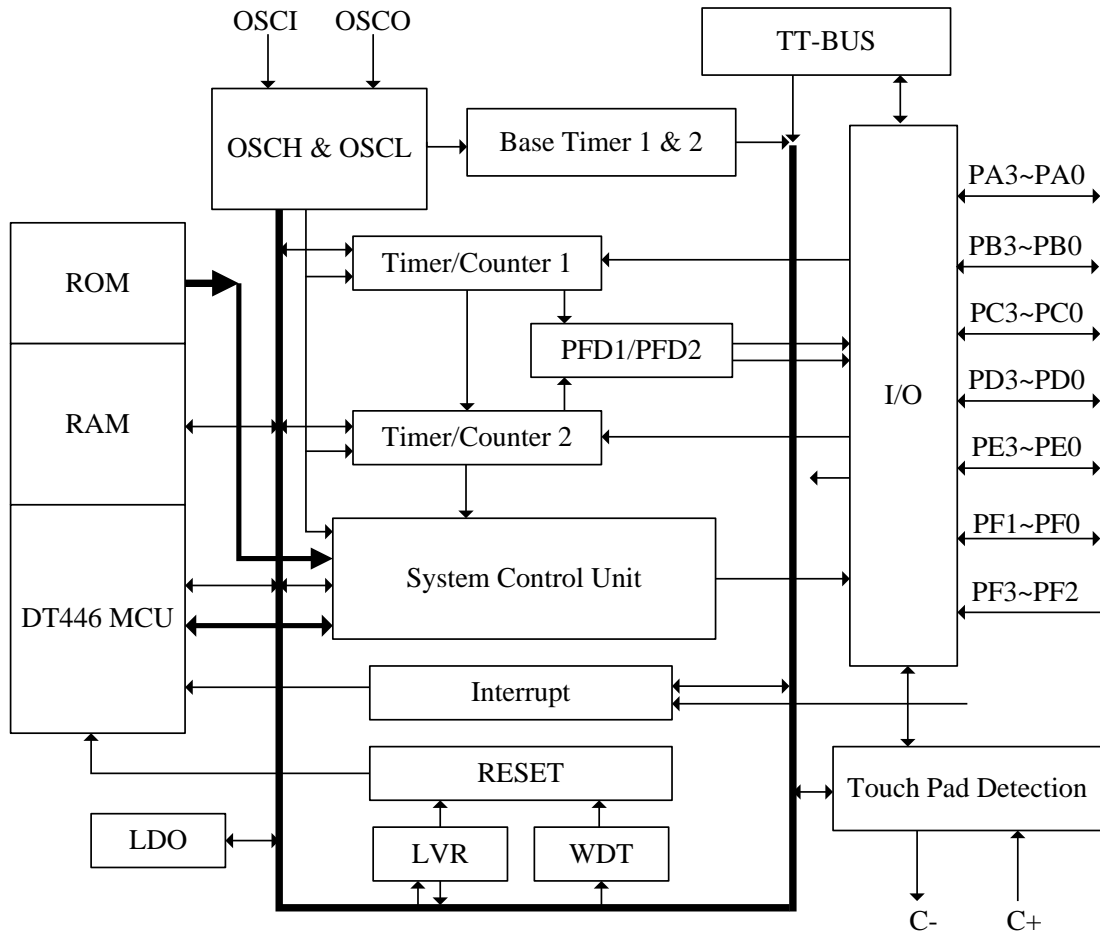 OSCI OSCO
TT-BUS
OSCH & OSCL
Base Timer 1 & 2
PA3~PA0
ROM
Timer/Counter 1
PB3~PB0
PC3~PC0
PFD1/PFD2
I/O
PD3~PD0
RAM
Timer/Counter 2
PE3~PE0
PF1~PF0
System Control Unit
PF3~PF2
DT446 MCU
Interrupt
RESET
Touch Pad Detection
LDO
LVR
WDT
C- C+